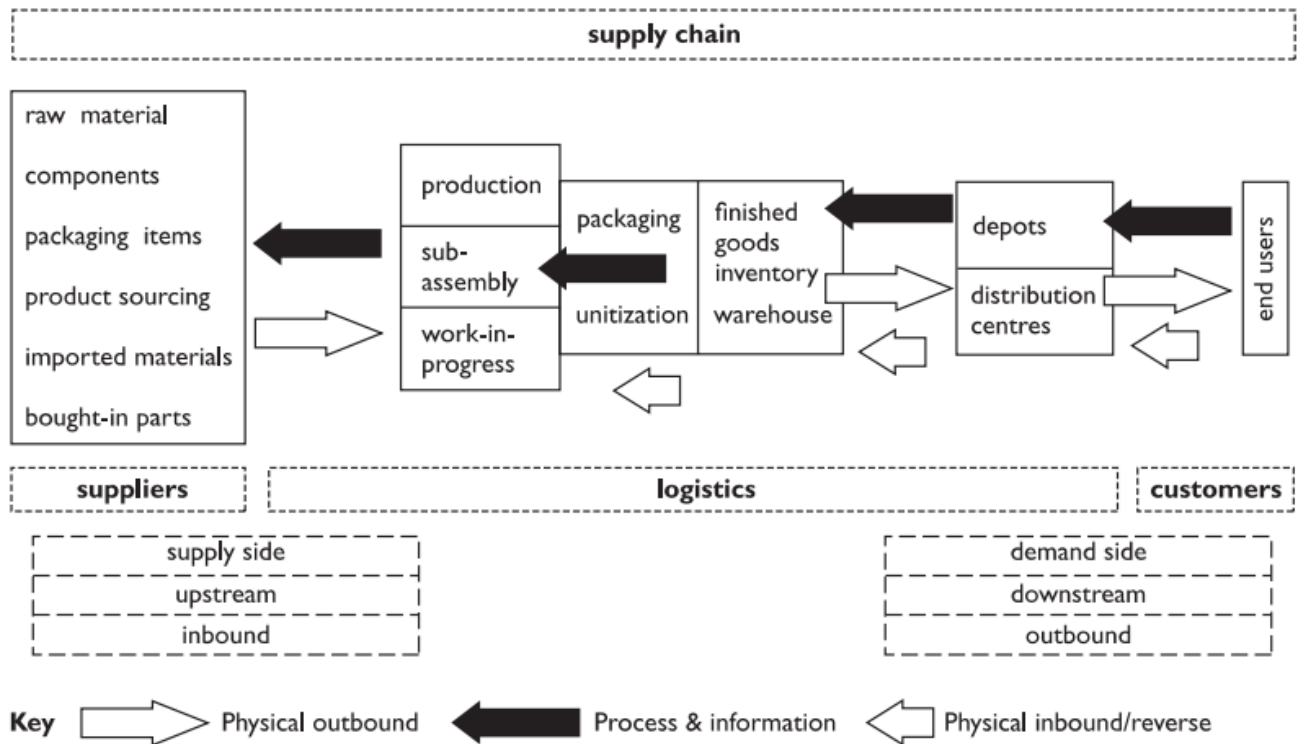 supply chain
raw material
components
packaging items
product sourcing
imported materials
bought-in parts
production
sub-
assembly
work-in-
progress
packaging
unitization
finished
goods
inventory
warehouse
depots
distribution
centres
end users
suppliers
logistics
customers
supply side
upstream
inbound
demand side
downstream
outbound
Key
Physical outbound
Process & information
Physical inbound/reverse